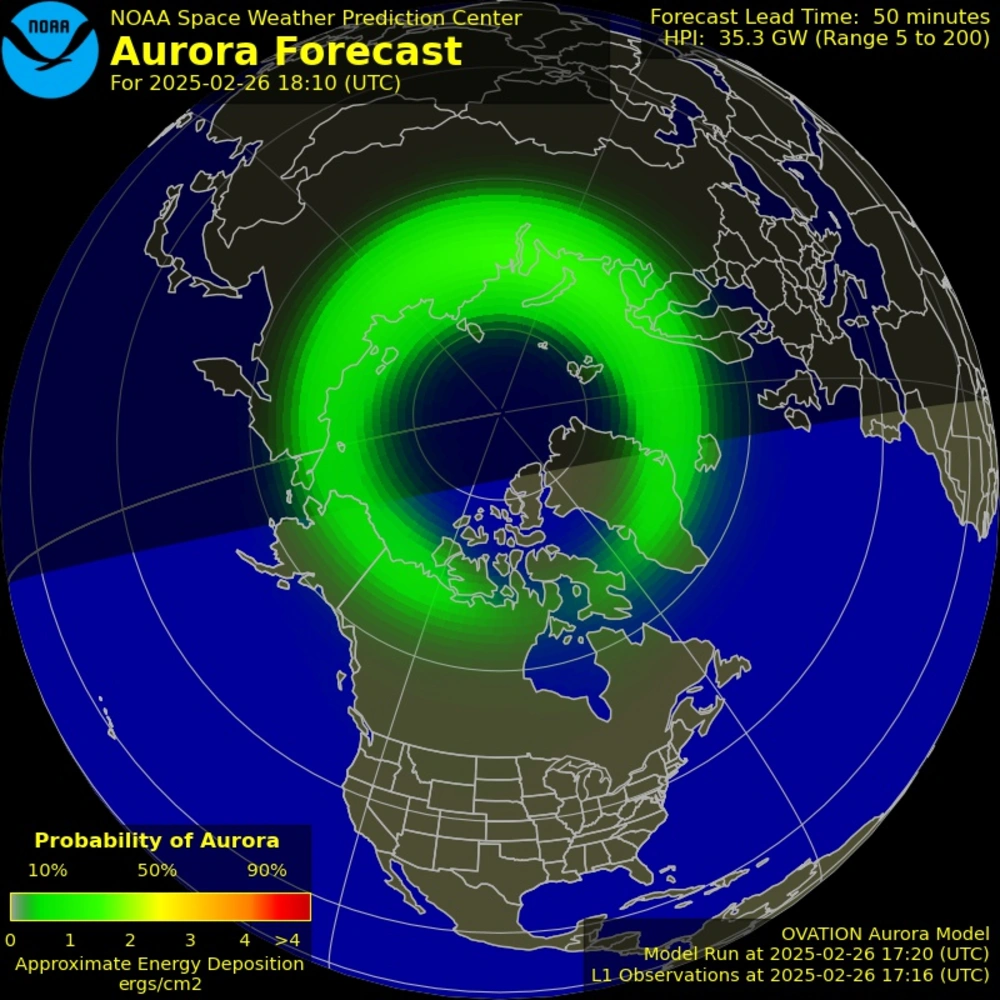 NOAA
NOAA Space Weather Prediction Center
Aurora Forecast
For 2025-02-26 18:10 (UTC)
Forecast Lead Time: 50 minutes
HPI: 35.3 GW (Range 5 to 200)
Probability of Aurora
10% 50% 90%
0 1 2 3 4 >4
Approximate Energy Deposition
ergs/cm2
OVATION Aurora Model
Model Run at 2025-02-26 17:20 (UTC)
L1 Observations at 2025-02-26 17:16 (UTC)